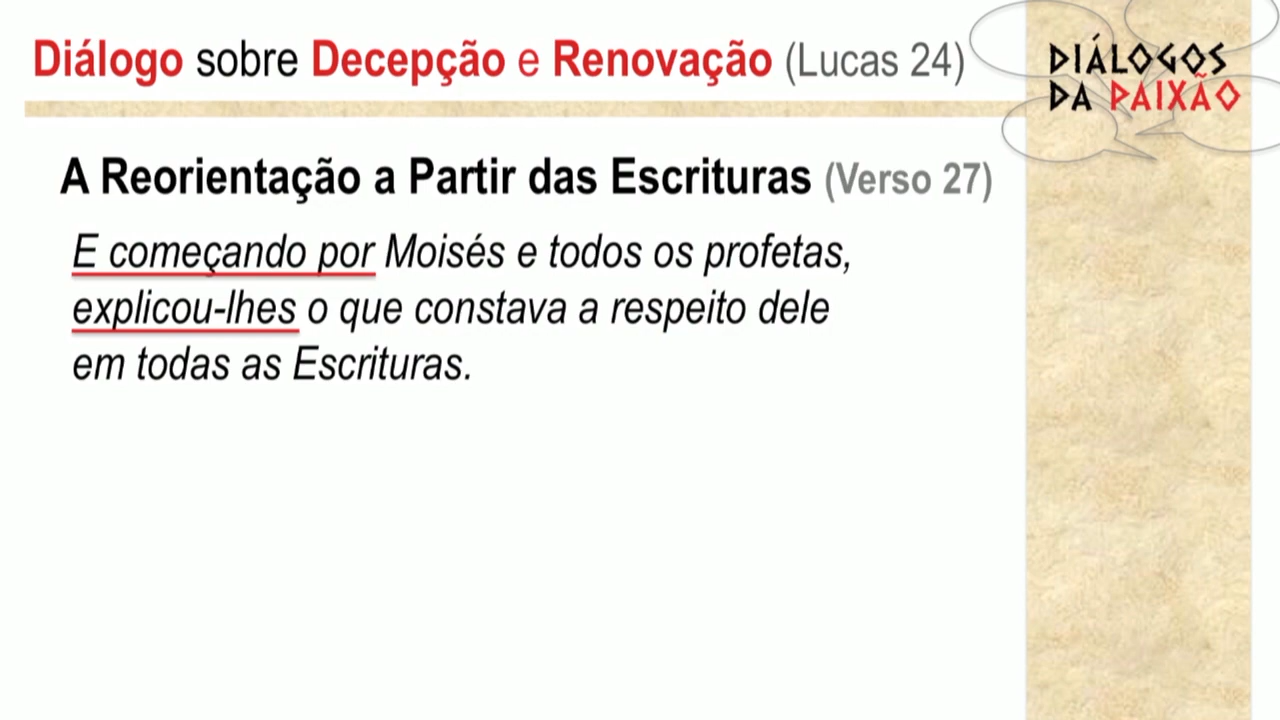 Diálogo sobre Decepção e Renovação (Lucas 24)
DIÁLOGOS
DA PAIXÃO
A Reorientação a Partir das Escrituras (Verso 27)
E começando por Moisés e todos os profetas,
explicou-lhes o que constava a respeito dele
em todas as Escrituras.